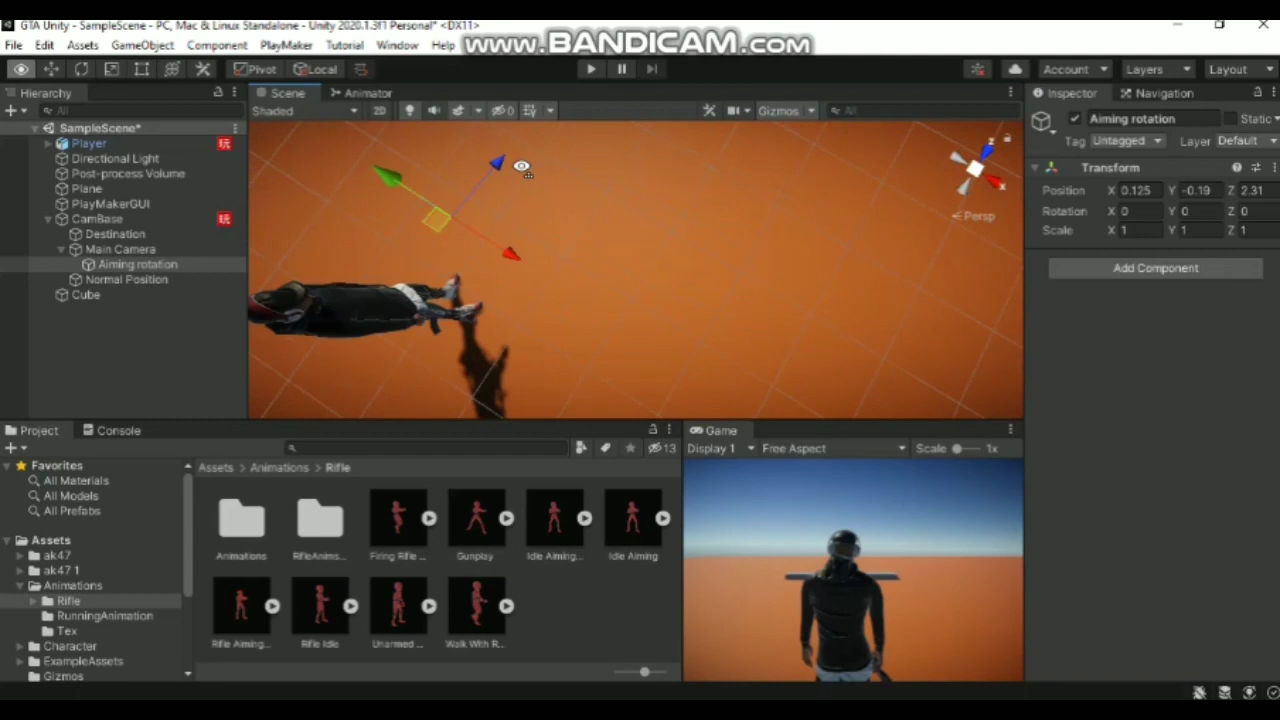 GTA Unity - SampleScene - PC, Mac & Linux Standalone - Unity 2020.1.3f1 Personal* <DX11>
www.BANDICAM.com
File Edit Assets GameObject Component PlayMaker Tutorial Window Help
Pivot Local Account Layers Layout
Hierarchy Scene Animator Inspector Navigation
All Shaded 2D 0 Gizmos All Aiming rotation Static
SampleScene* Tag Untagged Layer Default
Player
Directional Light Transform
Post-process Volume
Plane Position X 0.125 Y -0.19 Z 2.31
PlayMakerGUI Rotation X 0 Y 0 Z 0
CamBase Persp
Destination Scale X 1 Y 1 Z 1
Main Camera
Aiming rotation Add Component
Normal Position
Cube
z
x
Project Console Game
13 Display 1 Free Aspect Scale 1x
Favorites Assets > Animations > Rifle
All Materials
All Models
All Prefabs
Assets
ak47 Animations RifleAnims... Firing Rifle ... Gunplay Idle Aiming... Idle Aiming
ak47 1
Animations
Rifle
RunningAnimation
Tex
Character Rifle Aiming... Rifle Idle Unarmed ... Walk With R...
ExampleAssets
Gizmos